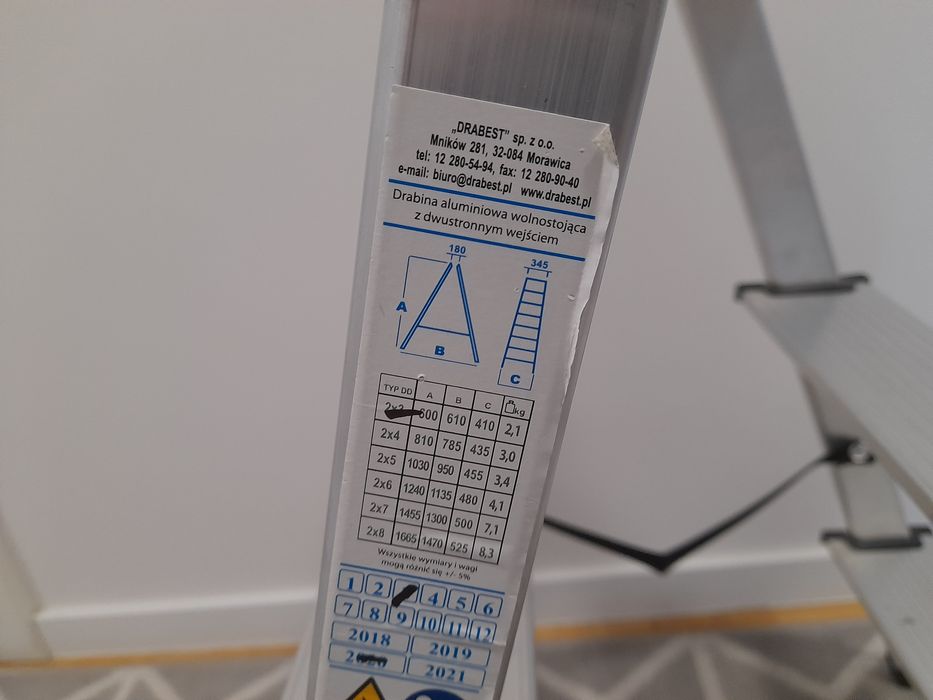 „DRABEST” sp. z o.o.
Mników 281, 32-084 Morawica
tel: 12 280-54-94, fax: 12 280-90-40
e-mail: biuro@drabest.pl www.drabest.pl
Drabina aluminiowa wolnostojąca
z dwustronnym wejściem
180
345
A
B
C
TYP DD A B C kg
2x3 600 610 410 2,1
2x4 810 785 435 3,0
2x5 1030 950 455 3,4
2x6 1240 1135 480 4,1
2x7 1455 1300 500 7,1
2x8 1665 1470 525 8,3
Wszystkie wymiary i wagi
mogą różnić się +/- 5%
1 2 4 5 6
7 8 9 10 11 12
2018 2019
2020 2021